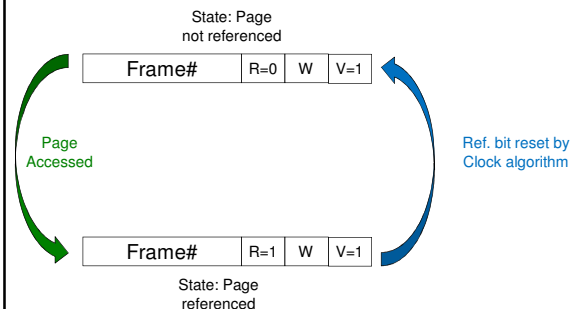 State: Page
not referenced
Frame# R=0 W V=1
Page
Accessed
Ref. bit reset by
Clock algorithm
Frame# R=1 W V=1
State: Page
referenced